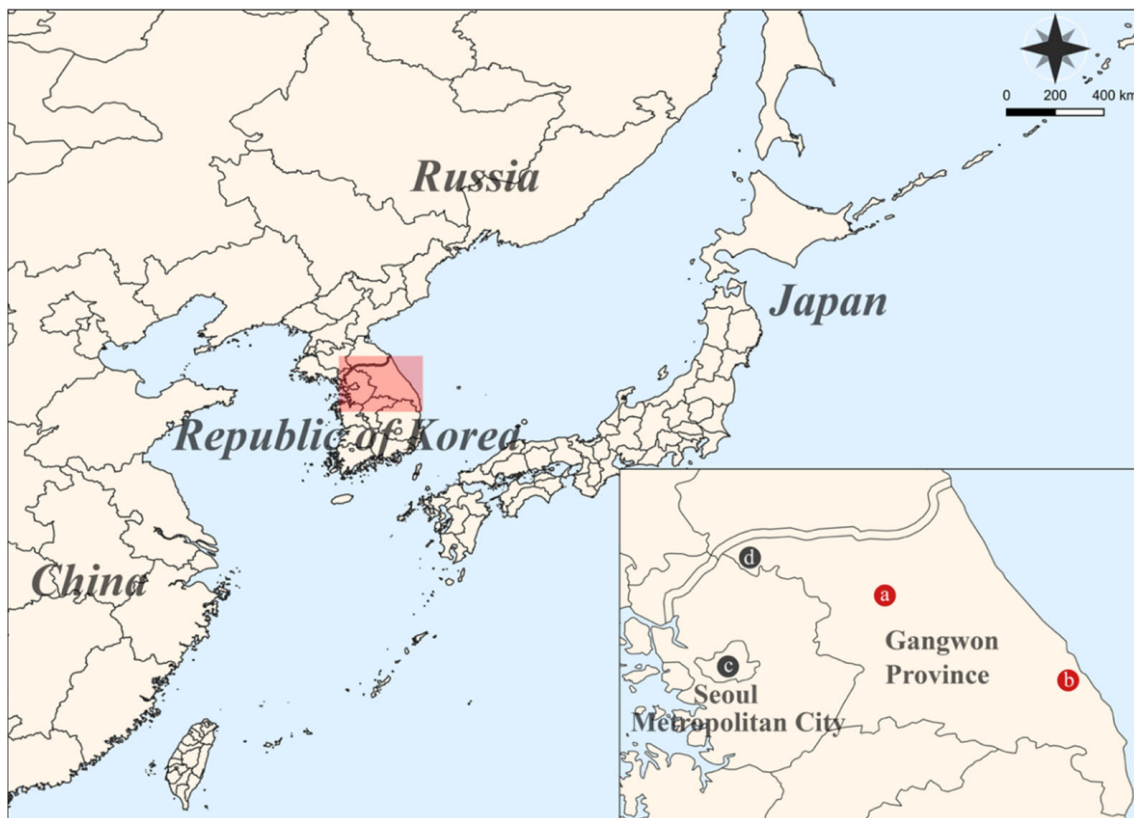 0 200 400 km
Russia
Japan
Republic of Korea
China
d
a
Gangwon
Province
c
b
Seoul
Metropolitan City